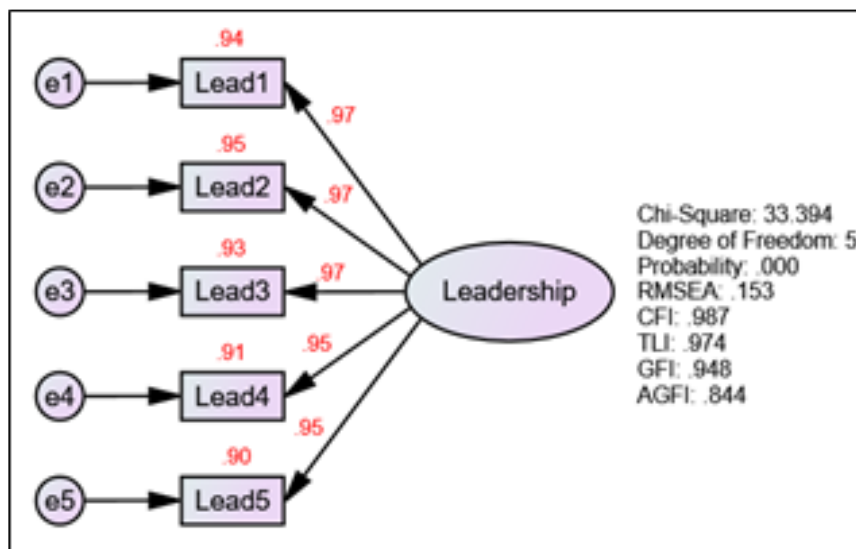 .94
e1
Lead1
.97
.95
e2
Lead2
.97
.93
e3
Lead3
.97
Leadership
.91
e4
Lead4
.95
.90
e5
Lead5
.95
Chi-Square: 33.394
Degree of Freedom: 5
Probability: .000
RMSEA: .153
CFI: .987
TLI: .974
GFI: .948
AGFI: .844